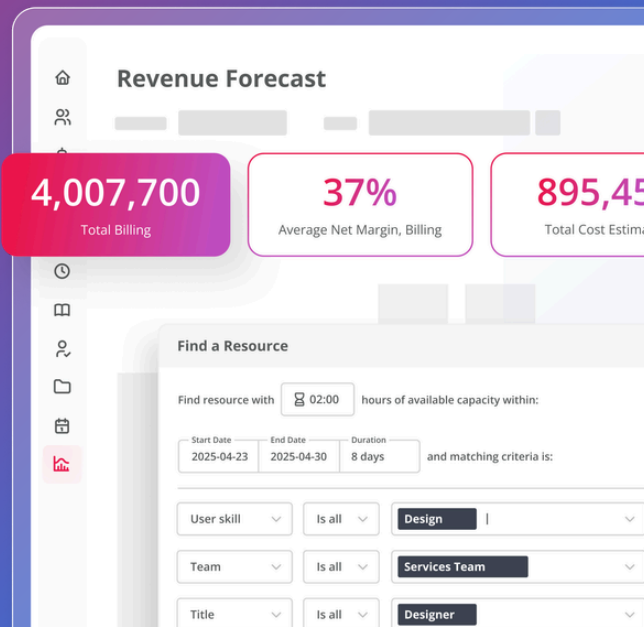 Revenue Forecast
4,007,700
Total Billing
37%
Average Net Margin, Billing
895,45
Total Cost Estima
Find a Resource
Find resource with 02:00 hours of available capacity within:
Start Date End Date Duration
2025-04-23 2025-04-30 8 days and matching criteria is:
User skill Is all Design
Team Is all Services Team
Title Is all Designer